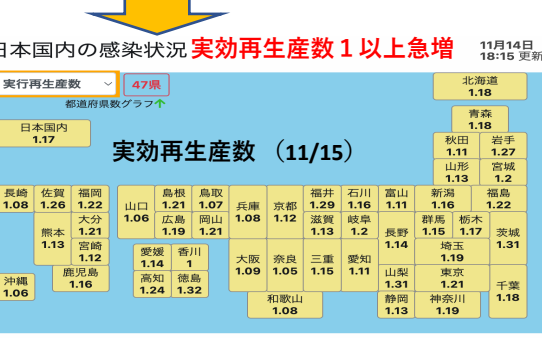 日本国内の感染状況 実効再生産数１以上急増 11月14日
18:15 更新
実行再生産数 47県
都道府県数グラフ↑
日本国内
1.17
実効再生産数 （11/15）
北海道
1.18
青森
1.18
秋田 岩手
1.11 1.27
山形 宮城
1.13 1.2
長崎 佐賀 福岡
1.08 1.26 1.22
山口
1.06
島根 鳥取
1.21 1.07
兵庫
1.08
京都
1.12
福井 石川 富山 新潟 福島
1.29 1.16 1.11 1.16 1.22
熊本
1.13
大分
1.21
広島 岡山
1.19 1.21
滋賀 岐阜
1.13 1.2
長野
1.14
群馬 栃木
1.15 1.17
茨城
1.31
宮崎
1.12
愛媛 香川
1.14 1
大阪 奈良 三重 愛知
1.09 1.05 1.15 1.11
埼玉
1.19
沖縄
1.06
鹿児島
1.16
高知 徳島
1.24 1.32
山梨 東京
1.31 1.21
千葉
1.18
和歌山
1.08
静岡 神奈川
1.13 1.19